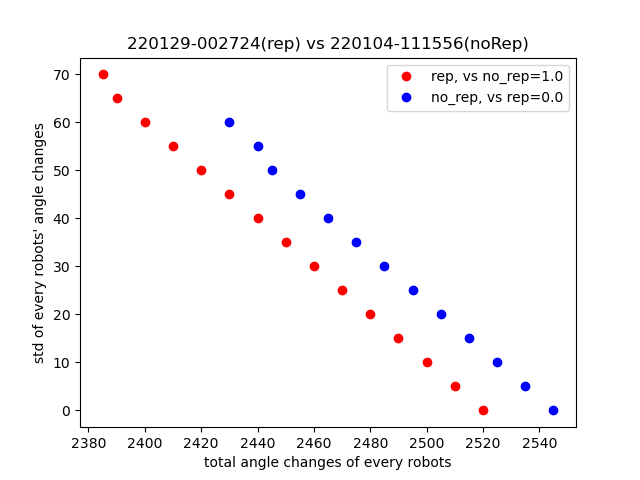 220129-002724(rep) vs 220104-111556(noRep)
rep, vs no_rep=1.0
no_rep, vs rep=0.0
std of every robots' angle changes
70
60
50
40
30
20
10
0
2380 2400 2420 2440 2460 2480 2500 2520 2540
total angle changes of every robots